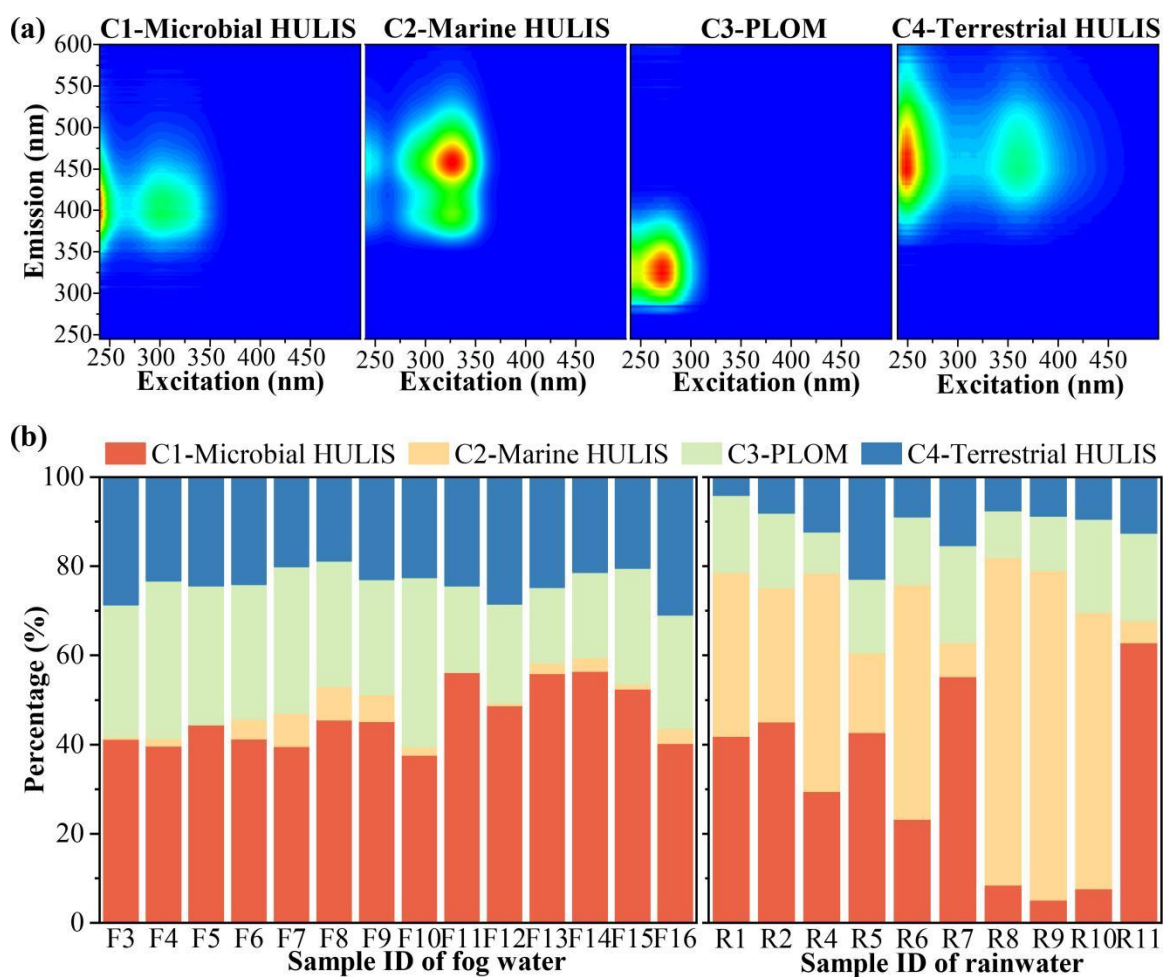 (a) C1-Microbial HULIS C2-Marine HULIS C3-PLOM C4-Terrestrial HULIS
600
550
500
450
400
350
300
250
Emission (nm)
250 300 350 400 450 250 300 350 400 450 250 300 350 400 450 250 300 350 400 450
Excitation (nm) Excitation (nm) Excitation (nm) Excitation (nm)
(b)
C1-Microbial HULIS C2-Marine HULIS C3-PLOM C4-Terrestrial HULIS
100
80
60
40
20
0
Percentage (%)
F3 F4 F5 F6 F7 F8 F9 F10 F11 F12 F13 F14 F15 F16 R1 R2 R4 R5 R6 R7 R8 R9 R10 R11
Sample ID of fog water Sample ID of rainwater